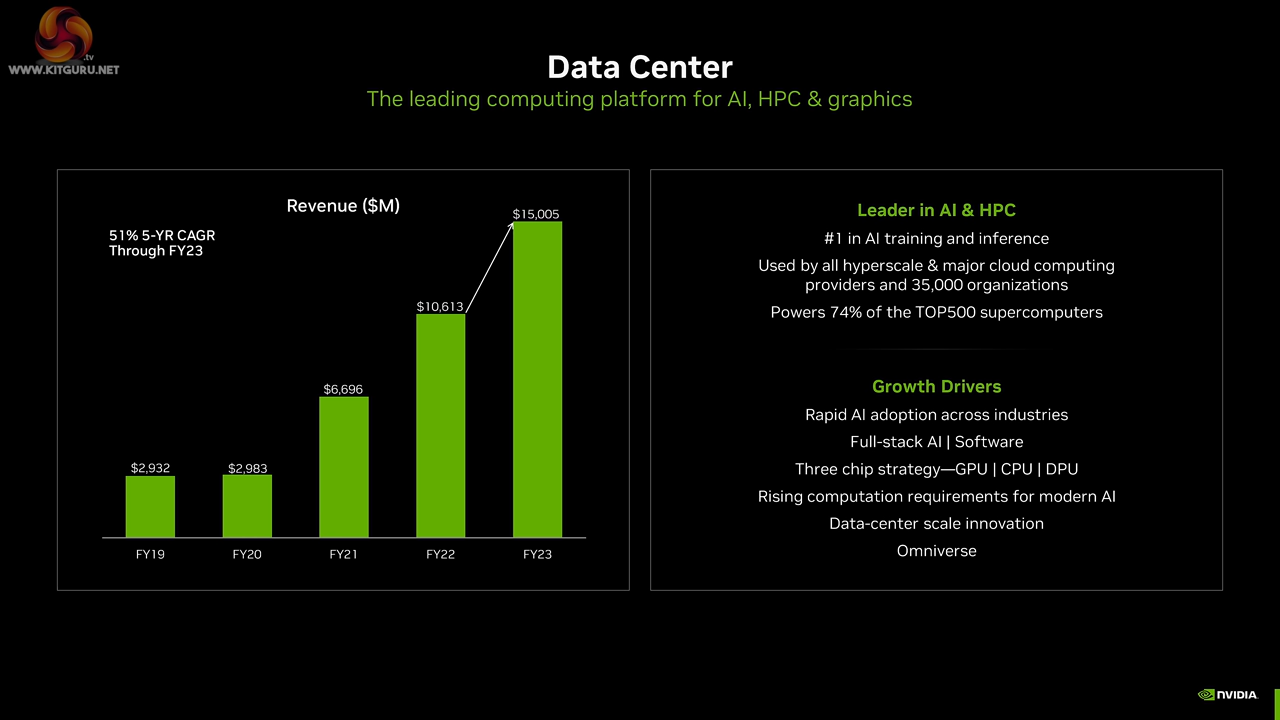 .tv
WWW.KITGURU.NET
Data Center
The leading computing platform for AI, HPC & graphics
Revenue ($M)
51% 5-YR CAGR
Through FY23
$2,932
$2,983
$6,696
$10,613
$15,005
FY19
FY20
FY21
FY22
FY23
Leader in AI & HPC
#1 in AI training and inference
Used by all hyperscale & major cloud computing
providers and 35,000 organizations
Powers 74% of the TOP500 supercomputers
Growth Drivers
Rapid AI adoption across industries
Full-stack AI | Software
Three chip strategy—GPU | CPU | DPU
Rising computation requirements for modern AI
Data-center scale innovation
Omniverse
NVIDIA.